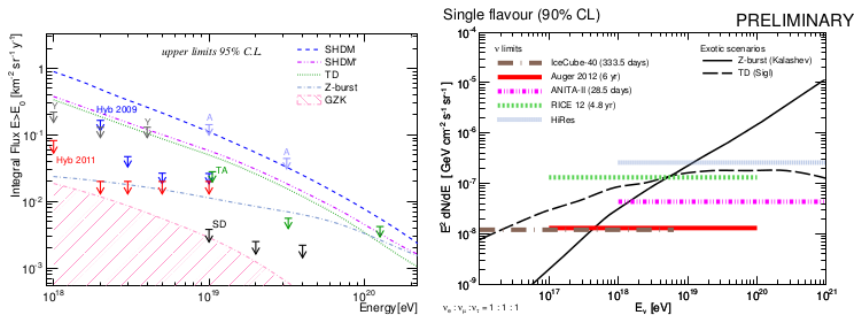 upper limits 95% C.L.
SHDM
SHDM'
TD
Z-burst
GZK
Y
Hyb 2009
Y
A
A
Hyb 2011
TA
SD
Integral Flux E>E₀ [km⁻² sr⁻¹ y⁻¹]
1
10⁻¹
10⁻²
10⁻³
10¹⁸
10¹⁹
10²⁰
Energy[eV]
Single flavour (90% CL)
PRELIMINARY
ν limits
IceCube-40 (333.5 days)
Auger 2012 (6 yr)
ANITA-II (28.5 days)
RICE 12 (4.8 yr)
HiRes
Exotic scenarios
Z-burst (Kalashev)
TD (Sigl)
E² dN/dE [GeV cm⁻² s⁻¹ sr⁻¹]
10⁻⁴
10⁻⁵
10⁻⁶
10⁻⁷
10⁻⁸
10⁻⁹
10¹⁷
10¹⁸
10¹⁹
10²⁰
10²¹
νₑ : νμ : ντ = 1 : 1 : 1
Eν [eV]